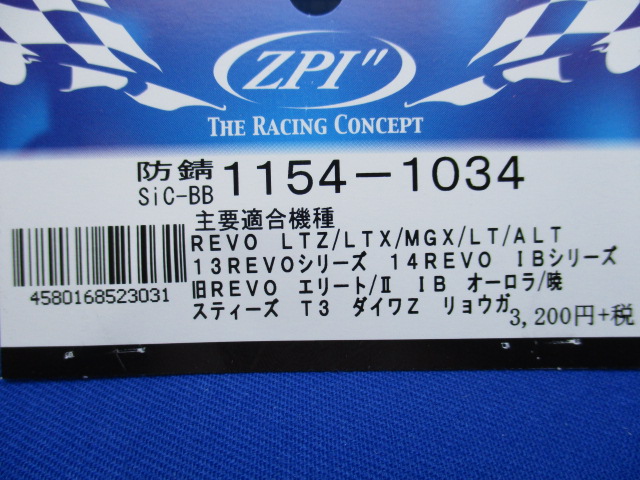 ZPI"
THE RACING CONCEPT
防錆
SiC-BB 1154-1034
主要適合機種
REVO LTZ/LTX/MGX/LT/ALT
13REVOシリーズ 14REVO IBシリーズ
旧REVO エリート/Ⅱ IB オーロラ/暁
スティーズ T3 ダイワZ リョウガ
3,200円+税
4580168523031